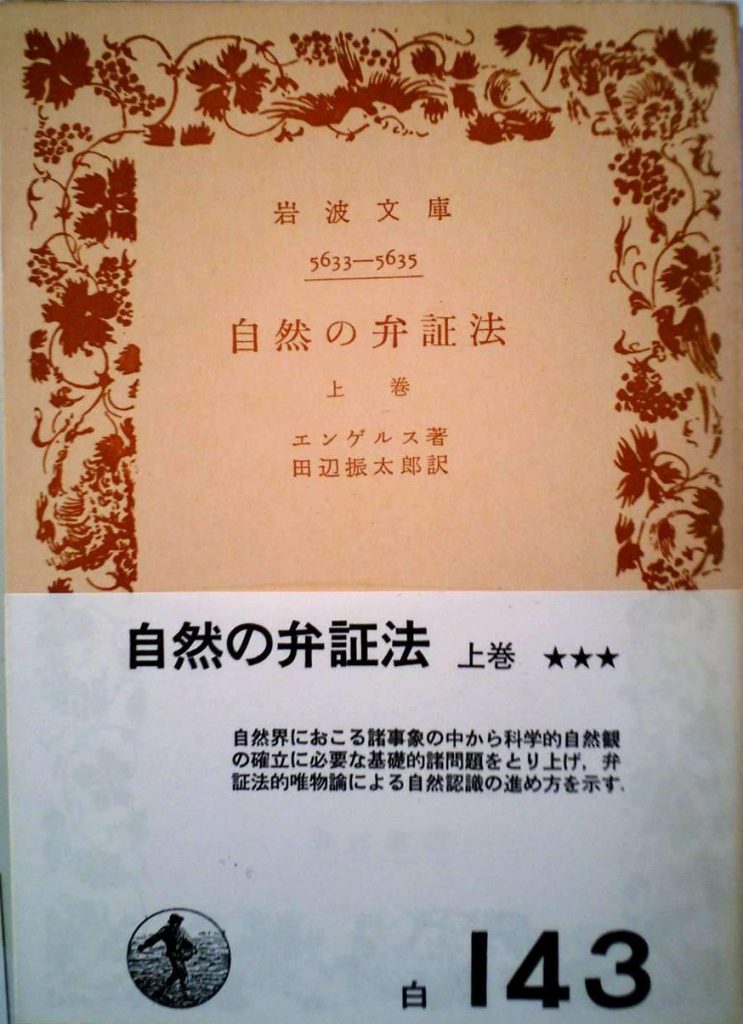 岩波文庫
5633—5635
自然の弁証法
上巻
エンゲルス著
田辺振太郎訳
自然の弁証法 上巻 ★★★
自然界におこる諸事象の中から科学的自然観
の確立に必要な基礎的諸問題をとり上げ，弁
証法的唯物論による自然認識の進め方を示す．
白 143